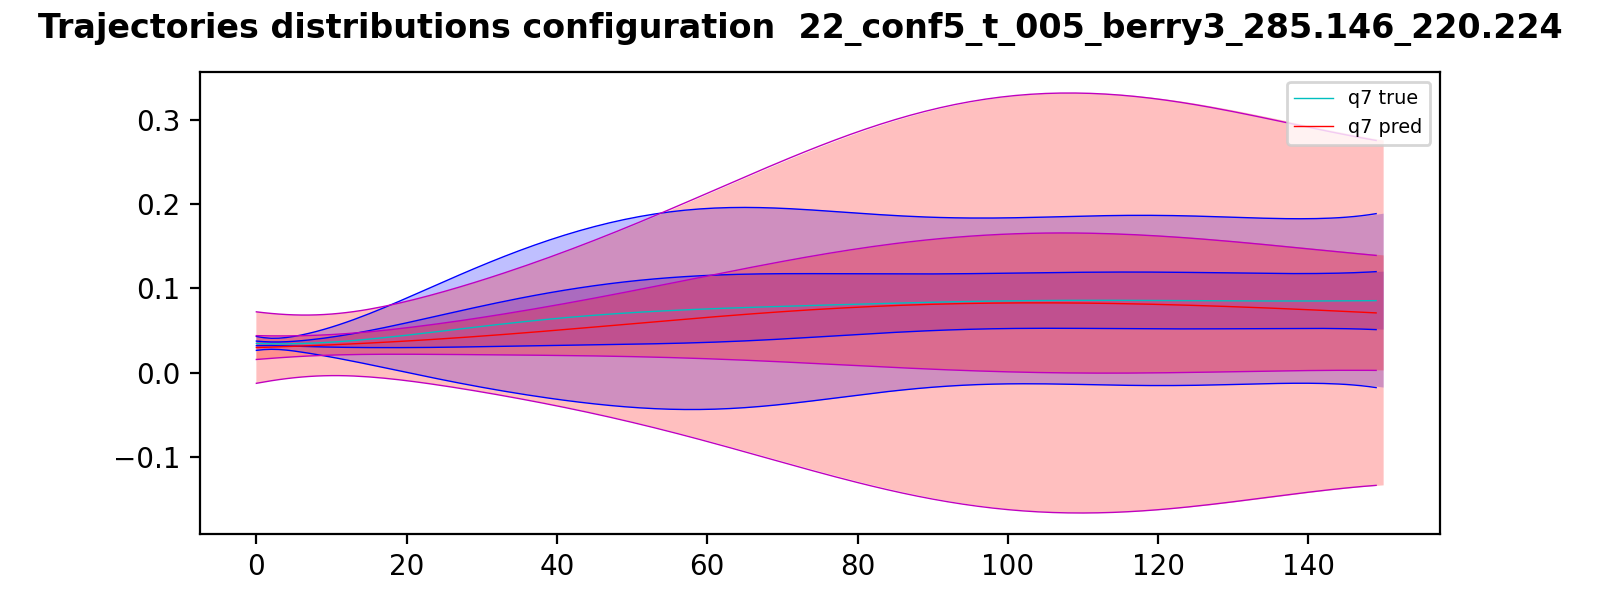 Trajectories distributions configuration  22_conf5_t_005_berry3_285.146_220.224
q7 true
q7 pred
0.3
0.2
0.1
0.0
−0.1
0 20 40 60 80 100 120 140